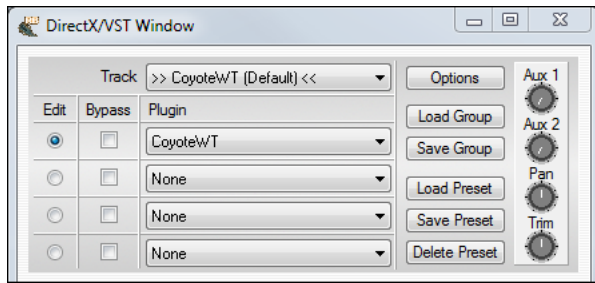 DirectX/VST Window
Track >> CoyoteWT (Default) << Options Aux 1
Edit Bypass Plugin Load Group
Aux 2
CoyoteWT Save Group
Pan
None Load Preset
None Save Preset Trim
None Delete Preset